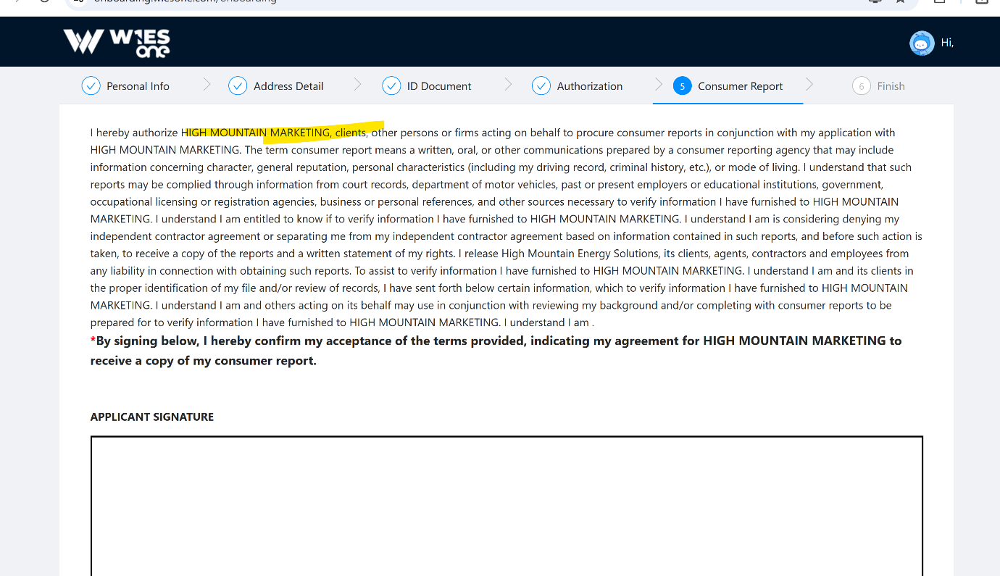 W1ES
one
Hi,
Personal Info
Address Detail
ID Document
Authorization
5
Consumer Report
6
Finish
I hereby authorize HIGH MOUNTAIN MARKETING, clients, other persons or firms acting on behalf to procure consumer reports in conjunction with my application with
HIGH MOUNTAIN MARKETING. The term consumer report means a written, oral, or other communications prepared by a consumer reporting agency that may include
information concerning character, general reputation, personal characteristics (including my driving record, criminal history, etc.), or mode of living. I understand that such
reports may be complied through information from court records, department of motor vehicles, past or present employers or educational institutions, government,
occupational licensing or registration agencies, business or personal references, and other sources necessary to verify information I have furnished to HIGH MOUNTAIN
MARKETING. I understand I am entitled to know if to verify information I have furnished to HIGH MOUNTAIN MARKETING. I understand I am is considering denying my
independent contractor agreement or separating me from my independent contractor agreement based on information contained in such reports, and before such action is
taken, to receive a copy of the reports and a written statement of my rights. I release High Mountain Energy Solutions, its clients, agents, contractors and employees from
any liability in connection with obtaining such reports. To assist to verify information I have furnished to HIGH MOUNTAIN MARKETING. I understand I am and its clients in
the proper identification of my file and/or review of records, I have sent forth below certain information, which to verify information I have furnished to HIGH MOUNTAIN
MARKETING. I understand I am and others acting on its behalf may use in conjunction with reviewing my background and/or completing with consumer reports to be
prepared for to verify information I have furnished to HIGH MOUNTAIN MARKETING. I understand I am .
*By signing below, I hereby confirm my acceptance of the terms provided, indicating my agreement for HIGH MOUNTAIN MARKETING to
receive a copy of my consumer report.
APPLICANT SIGNATURE